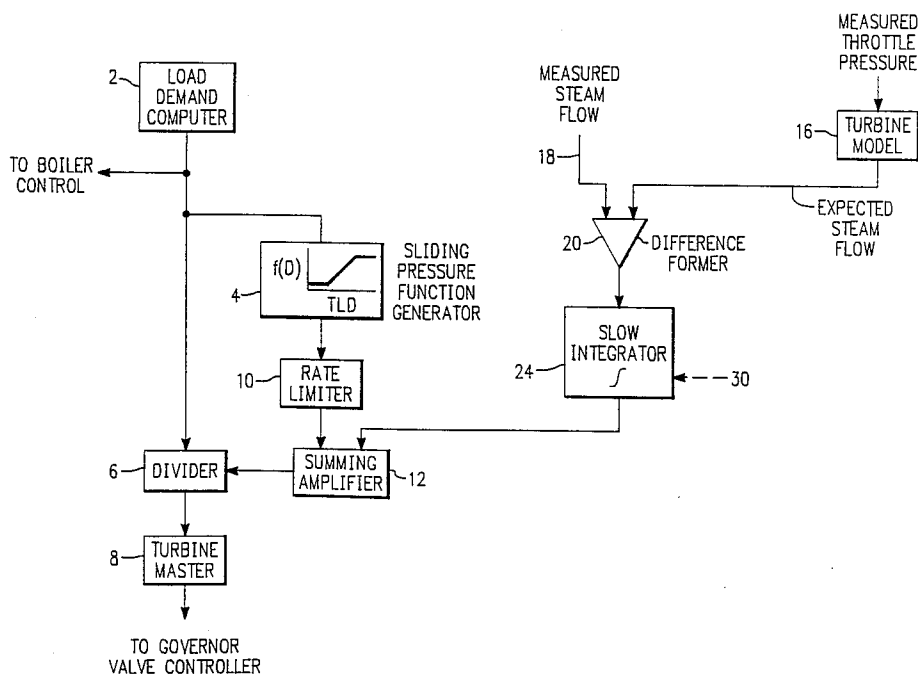 MEASURED
THROTTLE
PRESSURE
2
LOAD
DEMAND
COMPUTER
MEASURED
STEAM
FLOW
16
TURBINE
MODEL
TO BOILER
CONTROL
18
EXPECTED
STEAM
FLOW
20
DIFFERENCE
FORMER
f(D)
TLD
4
SLIDING
PRESSURE
FUNCTION
GENERATOR
24
SLOW
INTEGRATOR
∫
30
10
RATE
LIMITER
6
DIVIDER
SUMMING
AMPLIFIER
12
8
TURBINE
MASTER
TO GOVERNOR
VALVE CONTROLLER